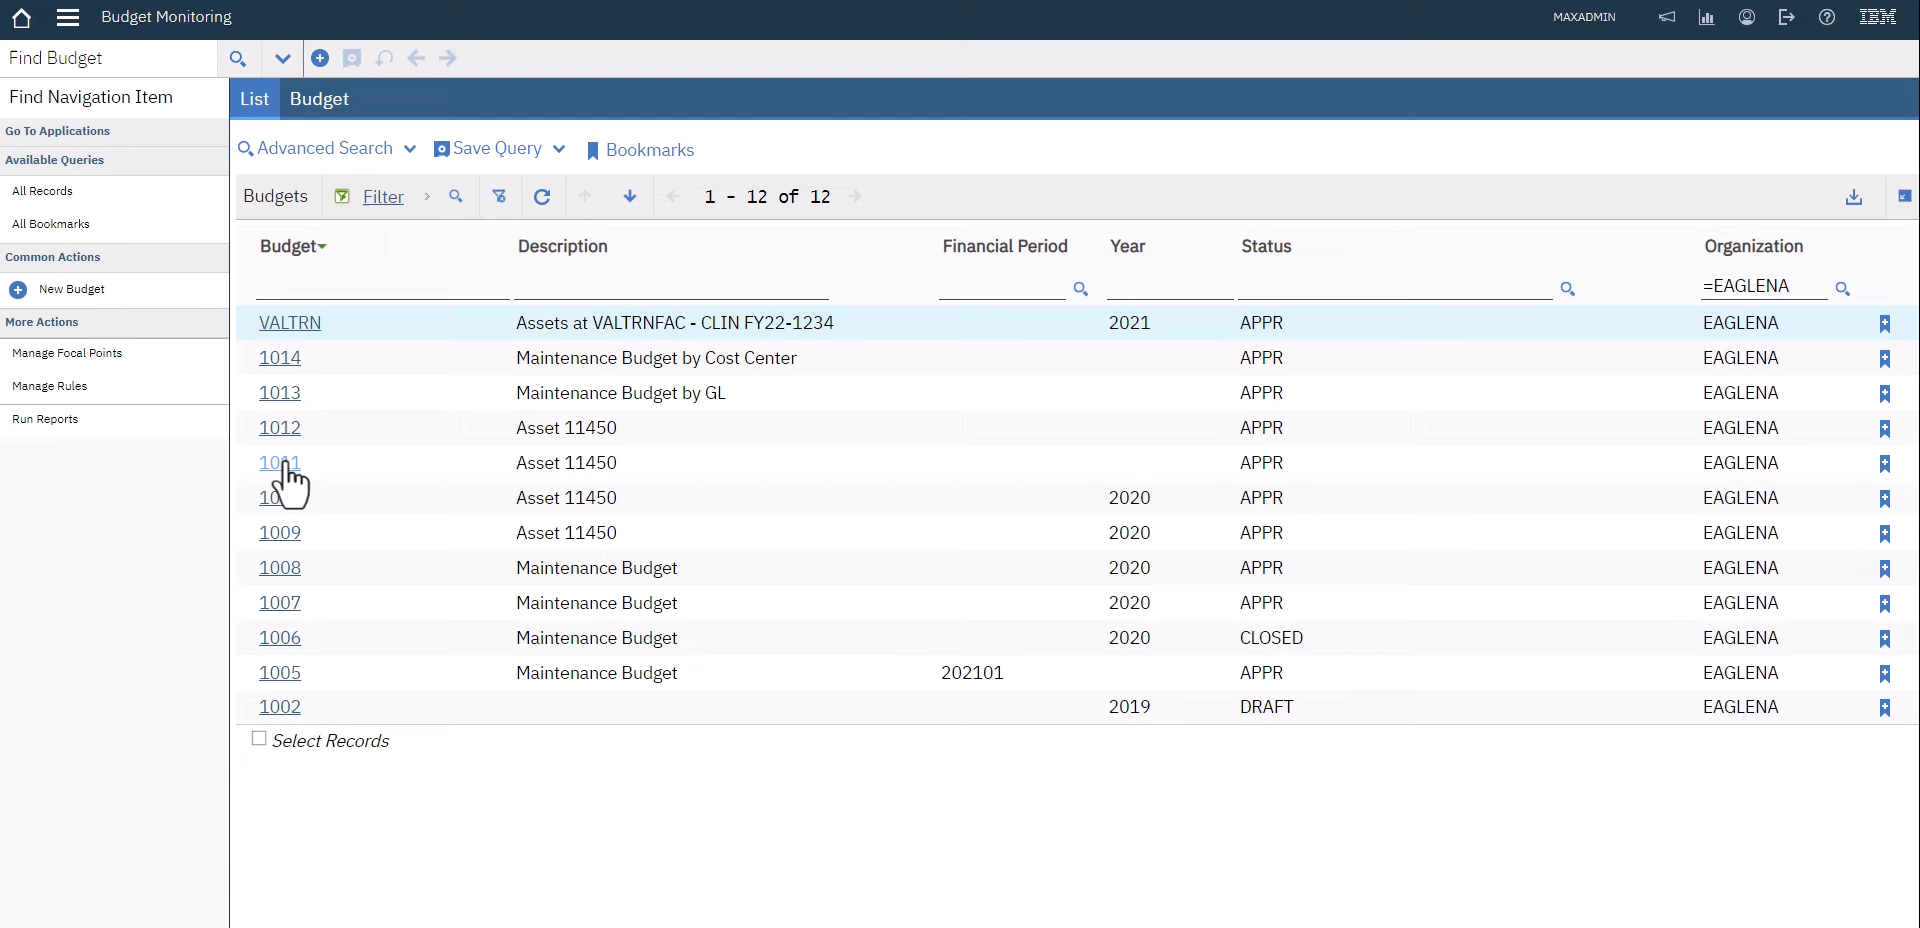 Budget Monitoring
MAXADMIN
IBM
Find Budget
Find Navigation Item
Go To Applications
Available Queries
All Records
All Bookmarks
Common Actions
New Budget
More Actions
Manage Focal Points
Manage Rules
Run Reports
List Budget
Advanced Search Save Query Bookmarks
Budgets Filter 1 - 12 of 12
Budget Description Financial Period Year Status Organization
=EAGLENA
VALTRN Assets at VALTRNFAC - CLIN FY22-1234 2021 APPR EAGLENA
1014 Maintenance Budget by Cost Center APPR EAGLENA
1013 Maintenance Budget by GL APPR EAGLENA
1012 Asset 11450 APPR EAGLENA
1011 Asset 11450 APPR EAGLENA
Asset 11450 2020 APPR EAGLENA
1009 Asset 11450 2020 APPR EAGLENA
1008 Maintenance Budget 2020 APPR EAGLENA
1007 Maintenance Budget 2020 APPR EAGLENA
1006 Maintenance Budget 2020 CLOSED EAGLENA
1005 Maintenance Budget 202101 APPR EAGLENA
1002 2019 DRAFT EAGLENA
Select Records